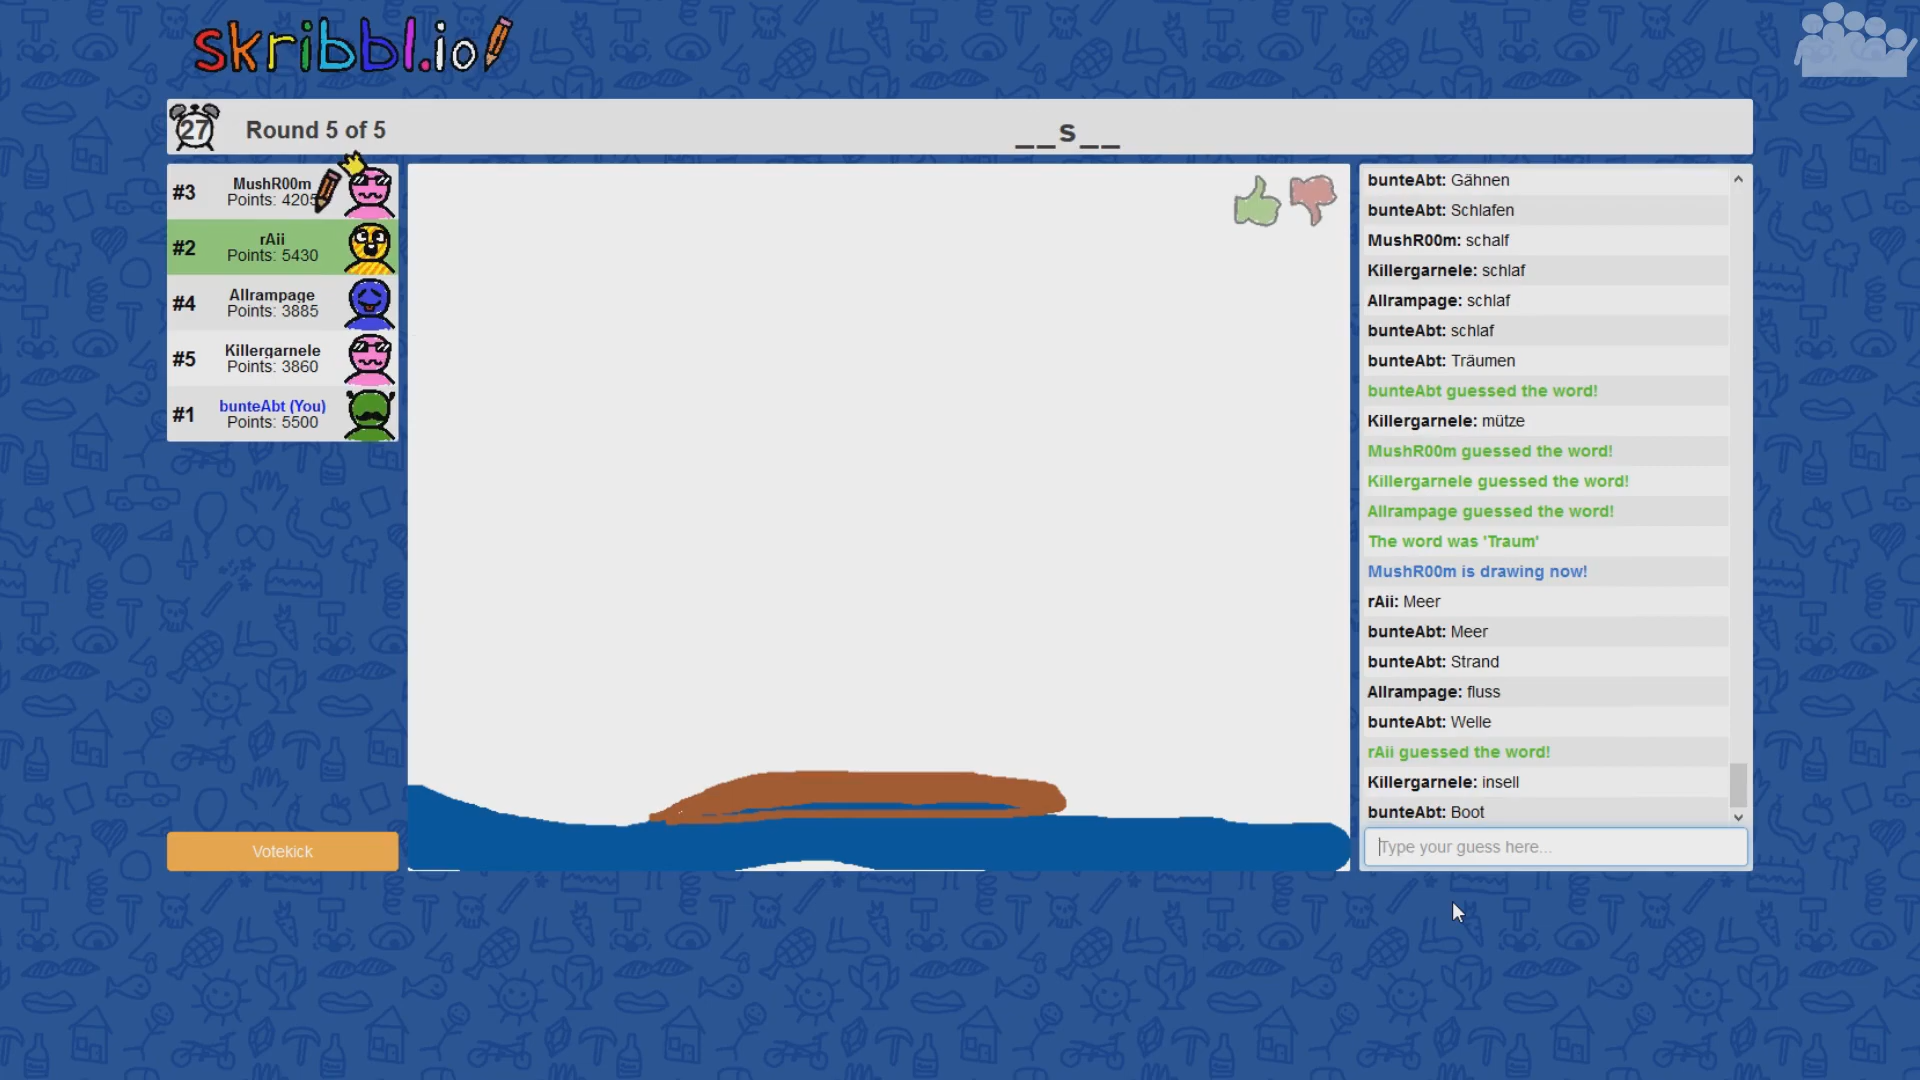 skribbl.io
27
Round 5 of 5
__s__
#3
MushR00m
Points: 4205
#2
rAii
Points: 5430
#4
Allrampage
Points: 3885
#5
Killergarnele
Points: 3860
#1
bunteAbt (You)
Points: 5500
Votekick
bunteAbt: Gähnen
bunteAbt: Schlafen
MushR00m: schalf
Killergarnele: schlaf
Allrampage: schlaf
bunteAbt: schlaf
bunteAbt: Träumen
bunteAbt guessed the word!
Killergarnele: mütze
MushR00m guessed the word!
Killergarnele guessed the word!
Allrampage guessed the word!
The word was 'Traum'
MushR00m is drawing now!
rAii: Meer
bunteAbt: Meer
bunteAbt: Strand
Allrampage: fluss
bunteAbt: Welle
rAii guessed the word!
Killergarnele: insell
bunteAbt: Boot
Type your guess here...